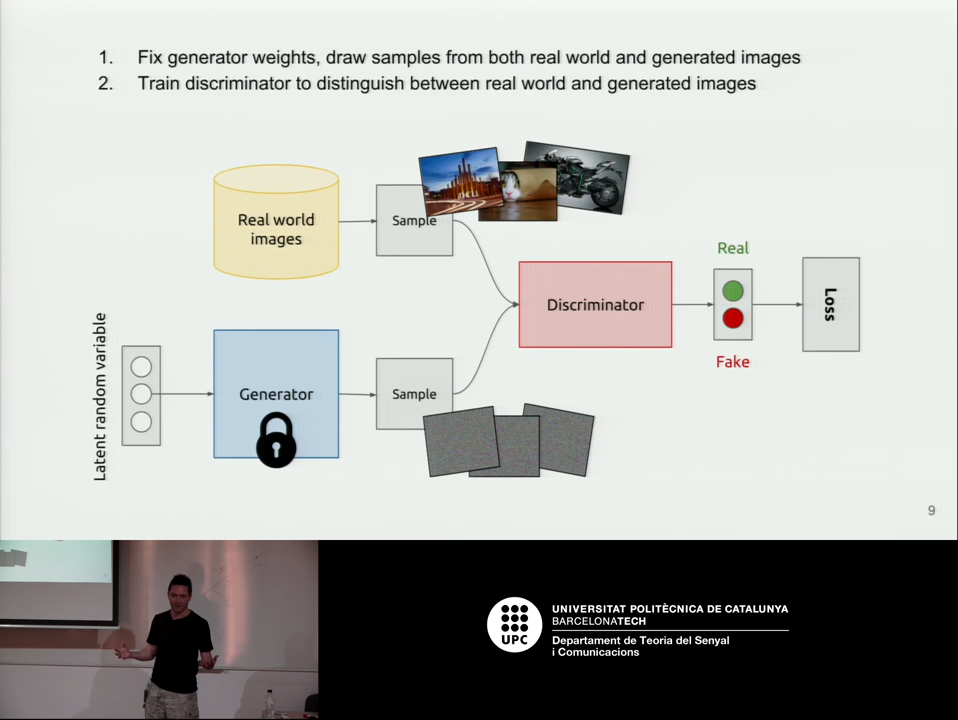 1. Fix generator weights, draw samples from both real world and generated images
2. Train discriminator to distinguish between real world and generated images
Real world
images
Sample
Real
Discriminator
Loss
Fake
Latent random variable
Generator
Sample
9
UPC
UNIVERSITAT POLITÈCNICA DE CATALUNYA
BARCELONATECH
Departament de Teoria del Senyal
i Comunicacions